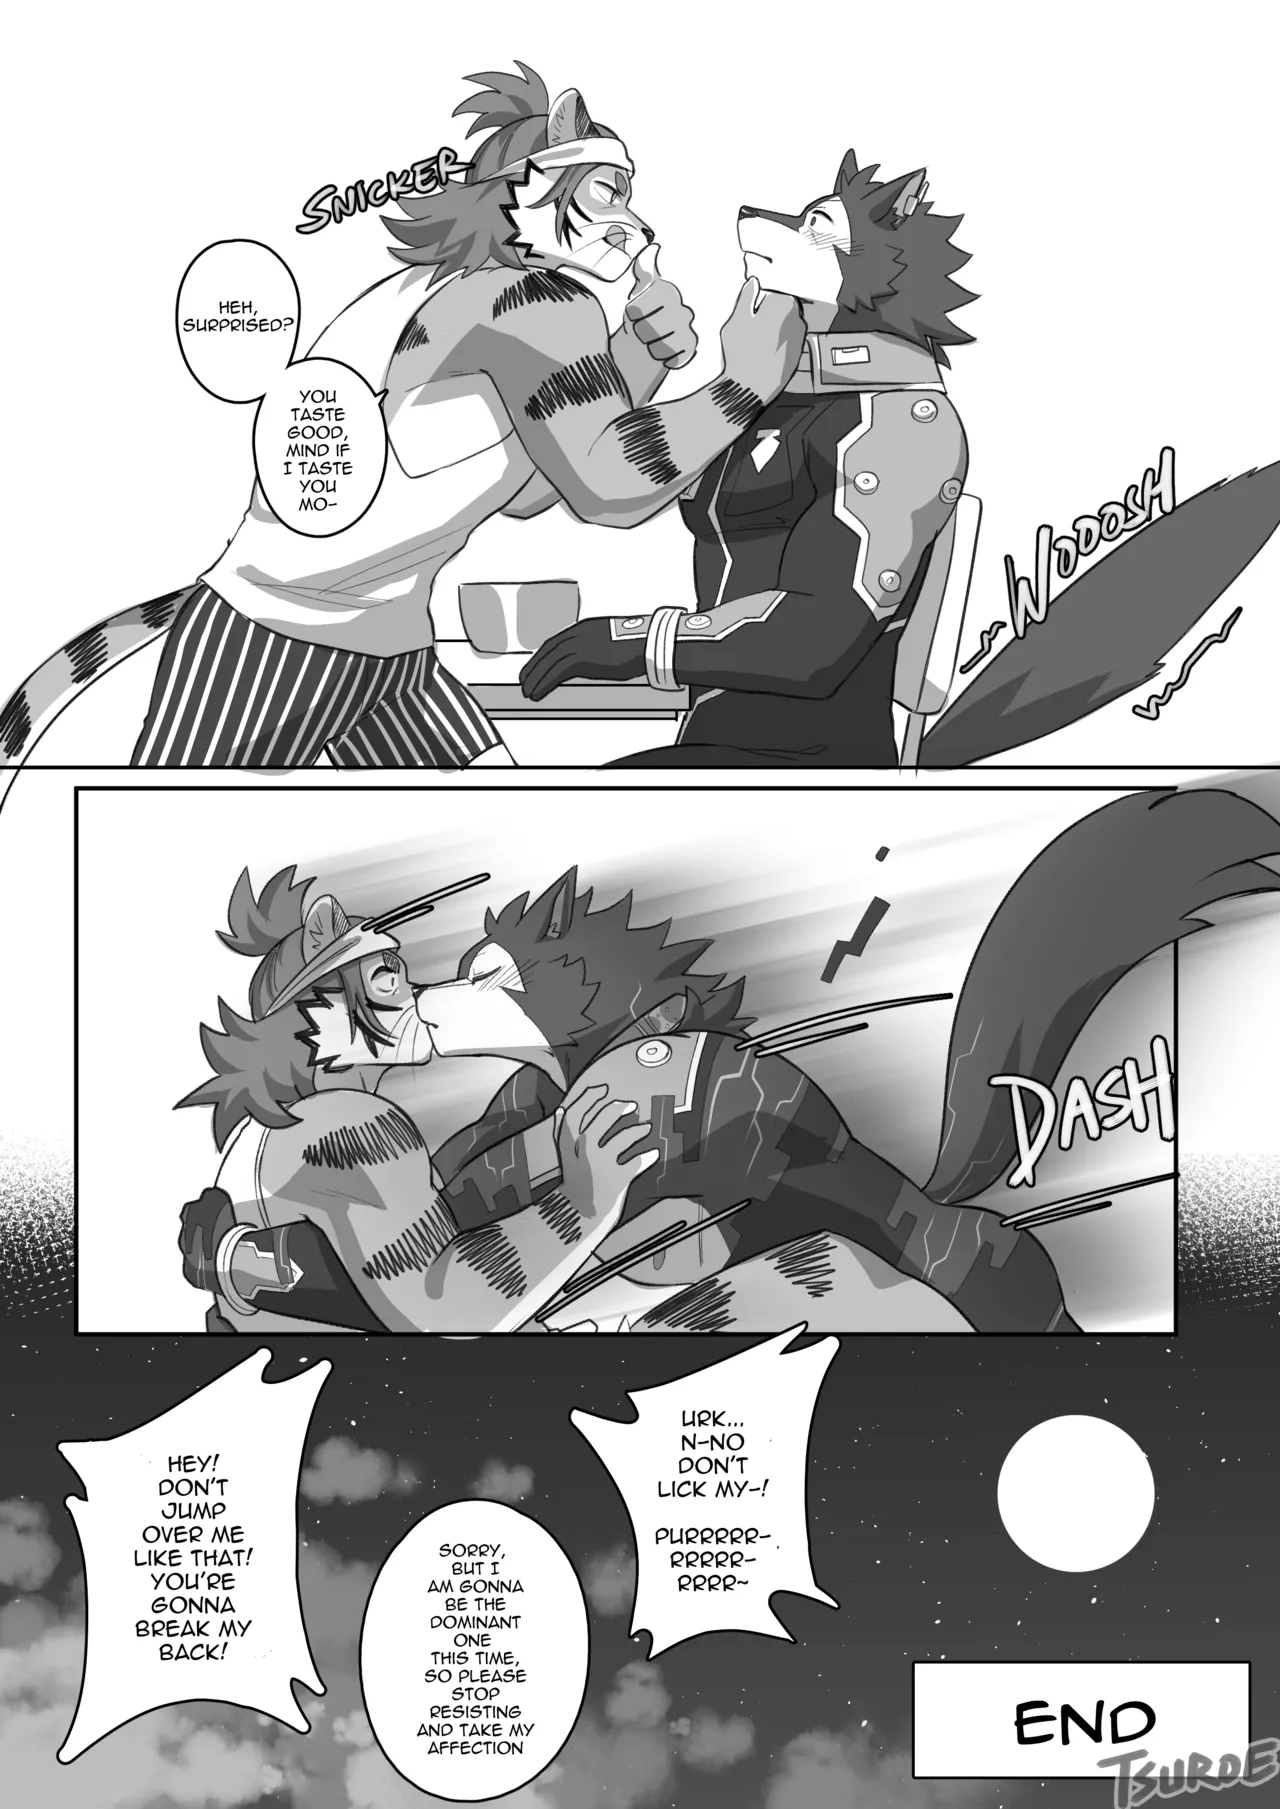 SNICKER
HEH,
SURPRISED?
YOU
TASTE
GOOD,
MIND IF
I TASTE
YOU
MO-
WOOOSH
DASH
HEY!
DON'T
JUMP
OVER ME
LIKE THAT!
YOU'RE
GONNA
BREAK MY
BACK!
SORRY,
BUT I
AM GONNA
BE THE
DOMINANT
ONE
THIS TIME,
SO PLEASE
STOP
RESISTING
AND TAKE MY
AFFECTION
URK...
N-NO
DON'T
LICK MY-!
PURRRRR-
RRRRR-
RRRR~
END
TSURDE